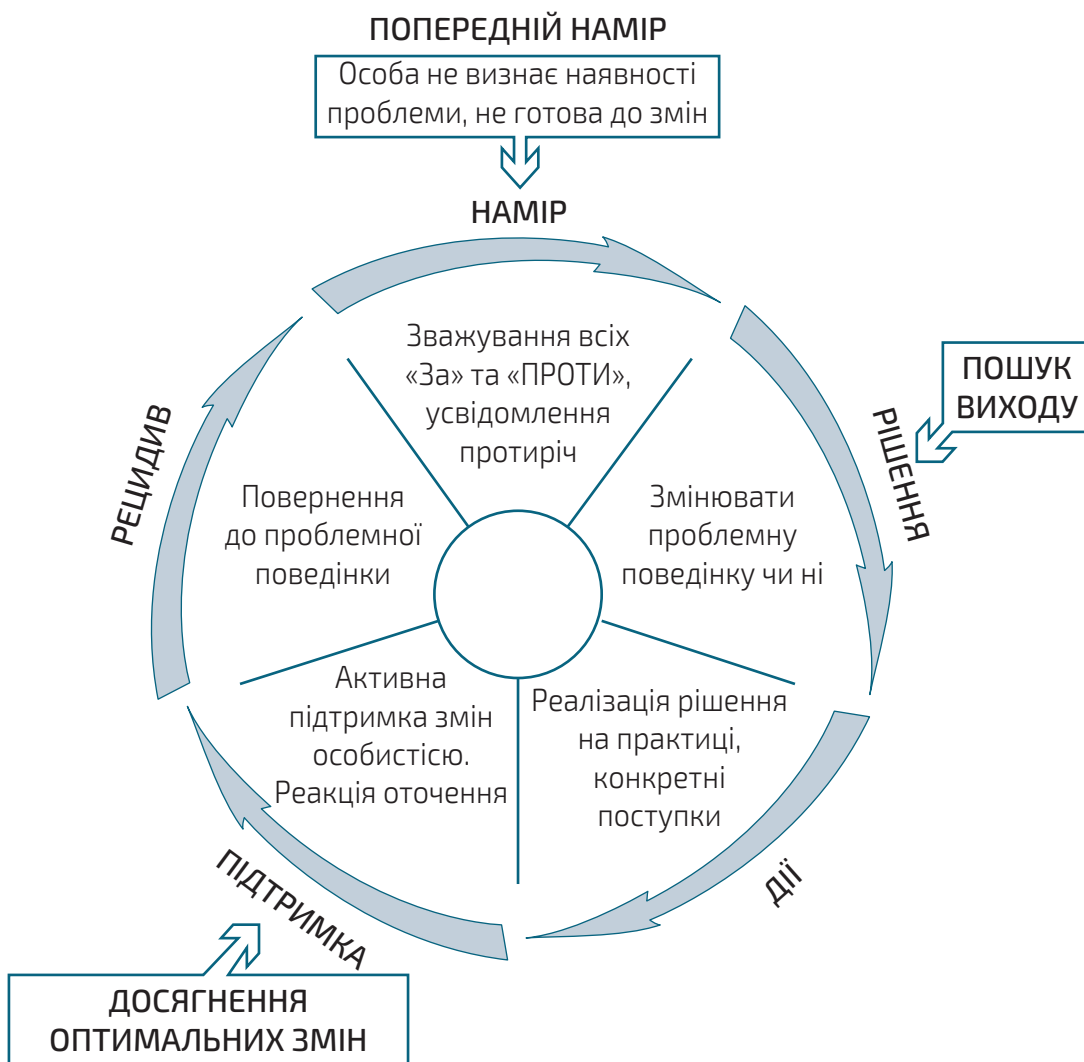 ПОПЕРЕДНІЙ НАМІР
Особа не визнає наявності
проблеми, не готова до змін
НАМІР
Зважування всіх
«За» та «ПРОТИ»,
усвідомлення
протиріч
ПОШУК
ВИХОДУ
РІШЕННЯ
Змінювати
проблемну
поведінку чи ні
ДІЇ
Реалізація рішення
на практиці,
конкретні
поступки
ПІДТРИМКА
Активна
підтримка змін
особистісю.
Реакція оточення
ДОСЯГНЕННЯ
ОПТИМАЛЬНИХ ЗМІН
РЕЦИДИВ
Повернення
до проблемної
поведінки